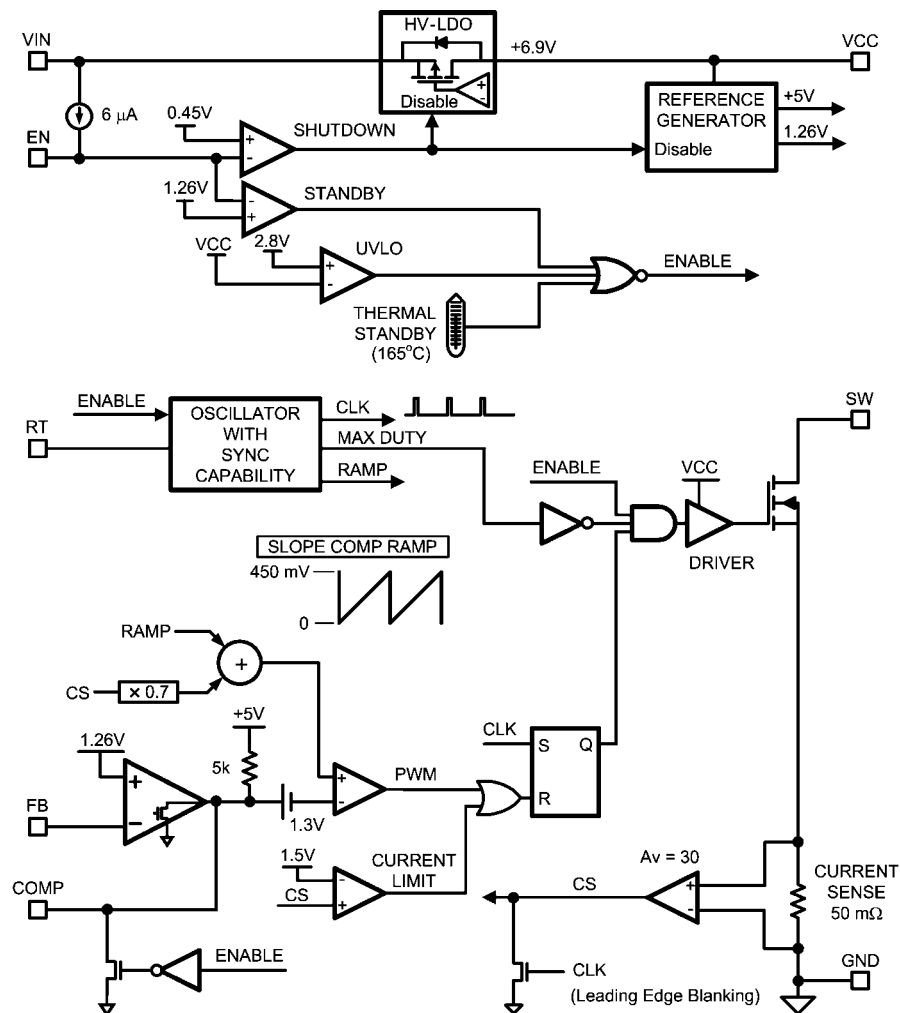 HV-LDO
VIN
+6.9V
VCC
Disable
6 μA
0.45V
SHUTDOWN
REFERENCE
GENERATOR
Disable
+5V
1.26V
EN
+
-
1.26V
STANDBY
-
+
VCC
2.8V
UVLO
+
-
ENABLE
THERMAL
STANDBY
(165°C)
ENABLE
RT
OSCILLATOR
WITH
SYNC
CAPABILITY
CLK
MAX DUTY
RAMP
SW
ENABLE
VCC
DRIVER
SLOPE COMP RAMP
450 mV
0
RAMP
+
CS
× 0.7
+5V
5k
1.26V
+
-
FB
1.3V
+
-
PWM
CLK
S
Q
R
1.5V
CS
-
+
CURRENT
LIMIT
COMP
ENABLE
Av = 30
+
-
CS
CURRENT
SENSE
50 mΩ
CLK
(Leading Edge Blanking)
GND